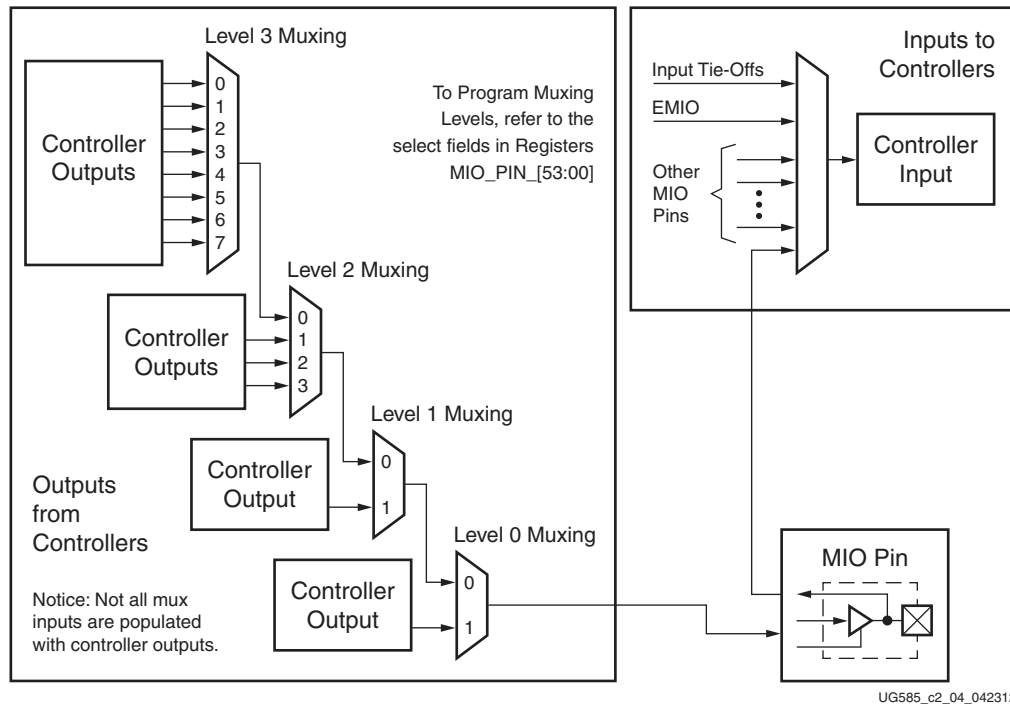 Level 3 Muxing
Controller
Outputs
0
1
2
3
4
5
6
7
To Program Muxing
Levels, refer to the
select fields in Registers
MIO_PIN_[53:00]
Level 2 Muxing
Controller
Outputs
0
1
2
3
Level 1 Muxing
Controller
Output
0
1
Level 0 Muxing
Controller
Output
0
1
Outputs
from
Controllers
Notice: Not all mux
inputs are populated
with controller outputs.
Inputs to
Controllers
Input Tie-Offs
EMIO
Other
MIO
Pins
Controller
Input
MIO Pin
UG585_c2_04_042312